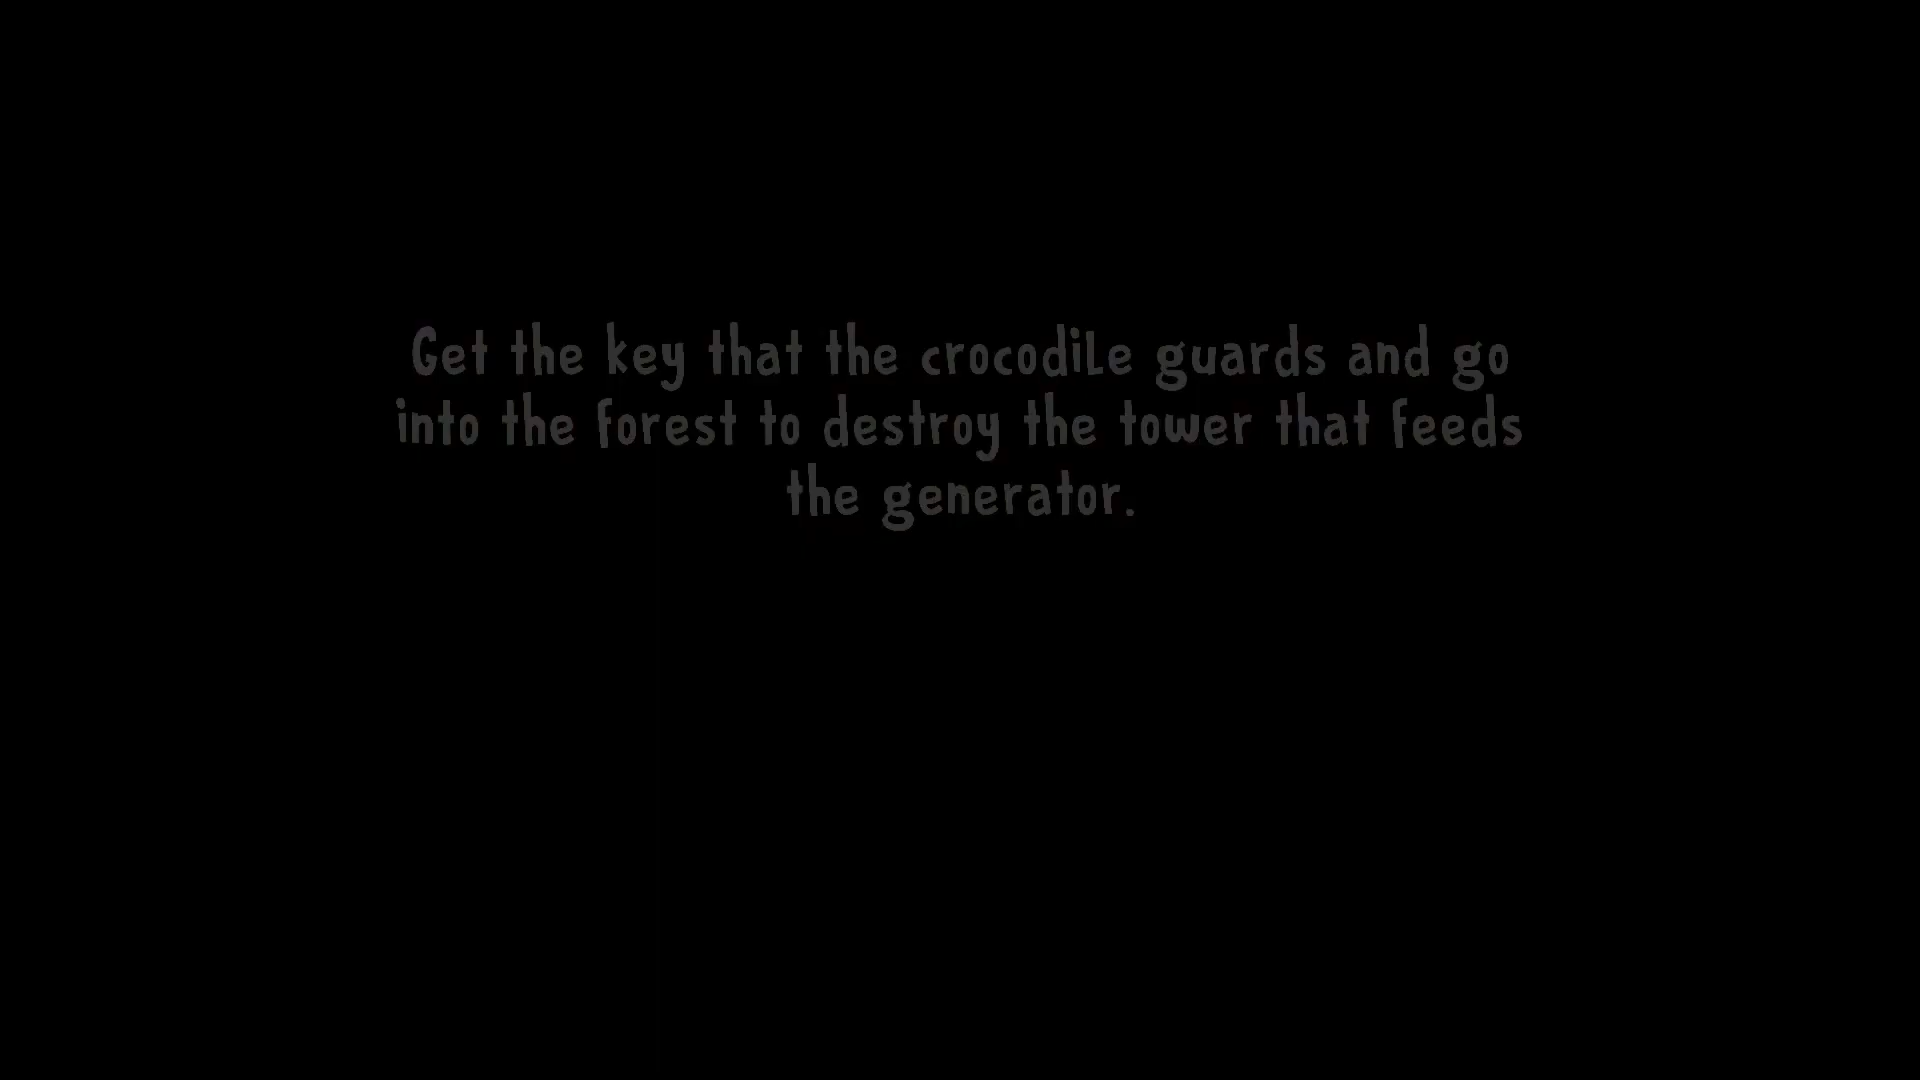 Get the key that the crocodile guards and go
into the forest to destroy the tower that feeds
the generator.